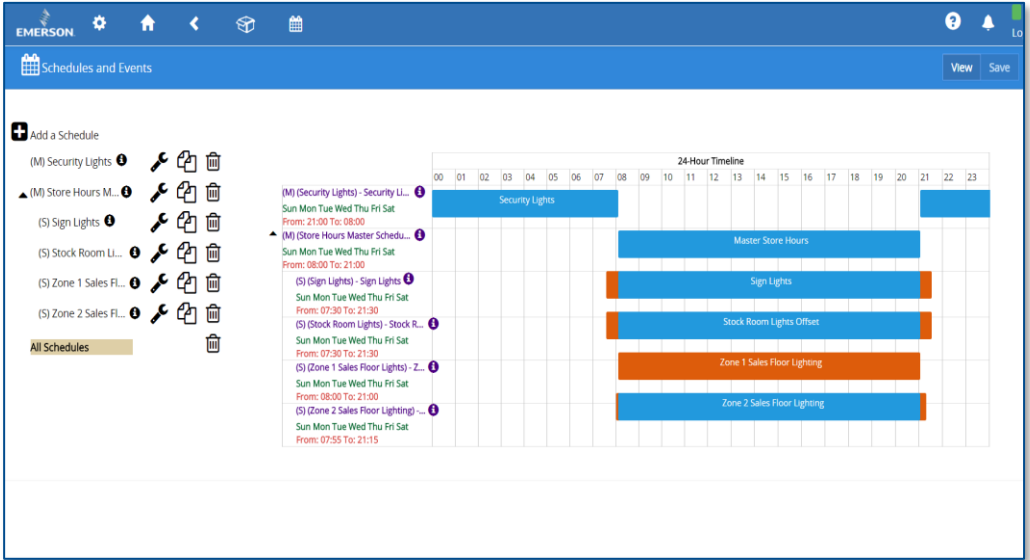 EMERSON
Lo
Schedules and Events
View Save
Add a Schedule
(M) Security Lights
(M) Store Hours M...
(S) Sign Lights
(S) Stock Room Li...
(S) Zone 1 Sales Fl...
(S) Zone 2 Sales Fl...
All Schedules
24-Hour Timeline
00 01 02 03 04 05 06 07 08 09 10 11 12 13 14 15 16 17 18 19 20 21 22 23
(M) (Security Lights) - Security Li...
Sun Mon Tue Wed Thu Fri Sat
From: 21:00 To: 08:00
Security Lights
(M) (Store Hours Master Schedu...
Sun Mon Tue Wed Thu Fri Sat
From: 08:00 To: 21:00
Master Store Hours
(S) (Sign Lights) - Sign Lights
Sun Mon Tue Wed Thu Fri Sat
From: 07:30 To: 21:30
Sign Lights
(S) (Stock Room Lights) - Stock R...
Sun Mon Tue Wed Thu Fri Sat
From: 07:30 To: 21:30
Stock Room Lights Offset
(S) (Zone 1 Sales Floor Lights) - Z...
Sun Mon Tue Wed Thu Fri Sat
From: 08:00 To: 21:00
Zone 1 Sales Floor Lighting
(S) (Zone 2 Sales Floor Lighting) -...
Sun Mon Tue Wed Thu Fri Sat
From: 07:55 To: 21:15
Zone 2 Sales Floor Lighting